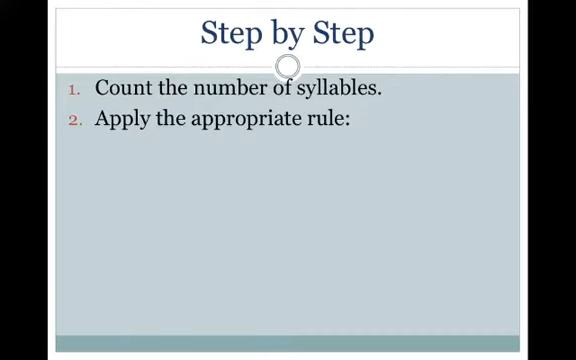 Step by Step
1. Count the number of syllables.
2. Apply the appropriate rule: